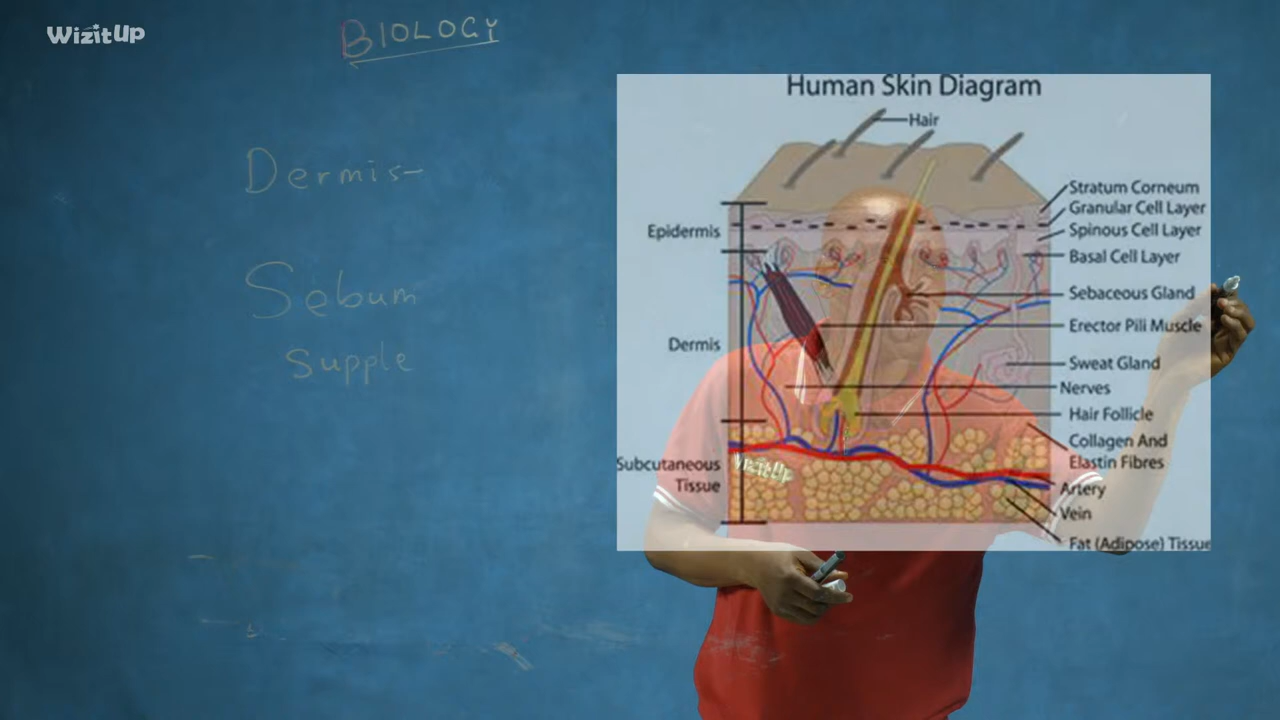 WizitUp
BIOLOGY
Dermis-
Sebum
supple
Human Skin Diagram
Hair
Stratum Corneum
Granular Cell Layer
Spinous Cell Layer
Basal Cell Layer
Sebaceous Gland
Erector Pili Muscle
Sweat Gland
Nerves
Hair Follicle
Collagen And
Elastin Fibres
Artery
Vein
Fat (Adipose) Tissue
Epidermis
Dermis
Subcutaneous
Tissue
WizitUp